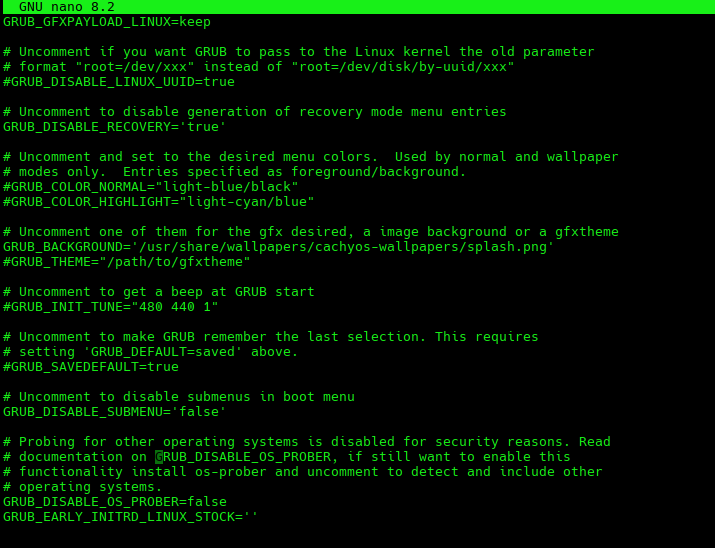 GNU nano 8.2
GRUB_GFXPAYLOAD_LINUX=keep
# Uncomment if you want GRUB to pass to the Linux kernel the old parameter
# format "root=/dev/xxx" instead of "root=/dev/disk/by-uuid/xxx"
#GRUB_DISABLE_LINUX_UUID=true
# Uncomment to disable generation of recovery mode menu entries
GRUB_DISABLE_RECOVERY='true'
# Uncomment and set to the desired menu colors.  Used by normal and wallpaper
# modes only.  Entries specified as foreground/background.
#GRUB_COLOR_NORMAL="light-blue/black"
#GRUB_COLOR_HIGHLIGHT="light-cyan/blue"
# Uncomment one of them for the gfx desired, a image background or a gfxtheme
GRUB_BACKGROUND='/usr/share/wallpapers/cachyos-wallpapers/splash.png'
#GRUB_THEME="/path/to/gfxtheme"
# Uncomment to get a beep at GRUB start
#GRUB_INIT_TUNE="480 440 1"
# Uncomment to make GRUB remember the last selection. This requires
# setting 'GRUB_DEFAULT=saved' above.
#GRUB_SAVEDEFAULT=true
# Uncomment to disable submenus in boot menu
GRUB_DISABLE_SUBMENU='false'
# Probing for other operating systems is disabled for security reasons. Read
# documentation on GRUB_DISABLE_OS_PROBER, if still want to enable this
# functionality install os-prober and uncomment to detect and include other
# operating systems.
GRUB_DISABLE_OS_PROBER=false
GRUB_EARLY_INITRD_LINUX_STOCK=''